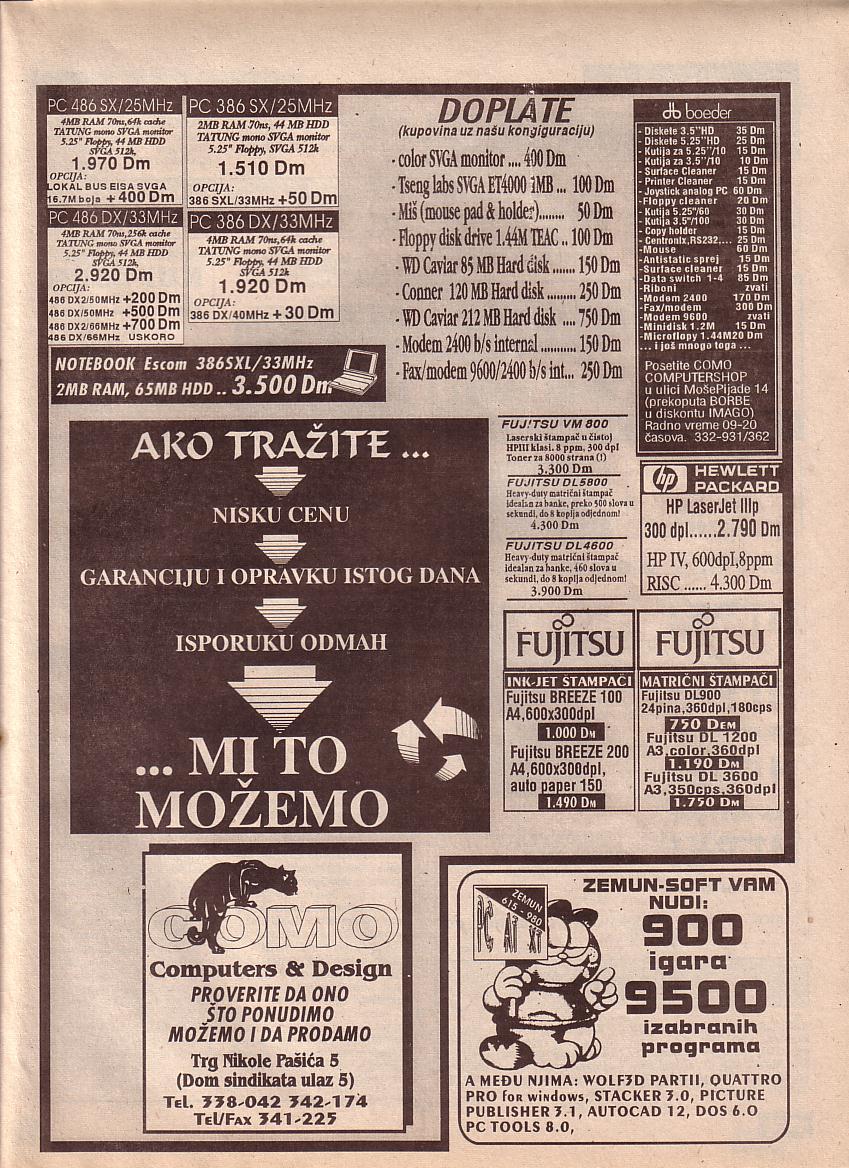 PC 486 SX/25MHz
4MB RAM 70ns,64k cache
TATUNG mono SVGA monitor
5.25" Floppy, 44 MB HDD
SVGA 512k,
1.970 Dm
OPCIJA:
LOKAL BUS EISA SVGA
16.7M boja + 400 Dm
PC 386 SX/25MHz
2MB RAM 70ns, 44 MB HDD
TATUNG mono SVGA monitor
5.25" Floppy, 44 MB HDD
SVGA 512k
1.510 Dm
OPCIJA:
386 SXL/33MHz +50 Dm
PC 486 DX/33MHz
4MB RAM 70ns,256k cache
TATUNG mono SVGA monitor
5.25" Floppy, 44 MB HDD
SVGA 512k
2.920 Dm
OPCIJA:
486 DX2/50MHz +200 Dm
486 DX/50MHz +500 Dm
486 DX2/66MHz +700 Dm
486 DX/66MHz USKORO
PC 386 DX/33MHz
4MB RAM 70ns,64k
TATUNG mono SVGA monitor
5.25" Floppy, 44 MB HDD
SVGA 512k
1.920 Dm
OPCIJA:
386 DX/40MHz + 30 Dm
NOTEBOOK Escom 386SXL/33MHz
2MB RAM, 65MB HDD .. 3.500 Dm
DOPLATE
(kupovina uz našu kongiguraciju)
- color SVGA monitor .... 400 Dm
- Tseng labs SVGA ET4000 1MB ... 100 Dm
- Miš (mouse pad & holder)....... 50 Dm
- Floppy disk drive 1.44M TEAC .. 100 Dm
- WD Caviar 85 MB Hard disk ....... 150 Dm
- Conner 120 MB Hard disk ........ 250 Dm
- WD Caviar 212 MB Hard disk .... 750 Dm
- Modem 2400 b/s internal ........... 150 Dm
- Fax/modem 9600/2400 b/s int... 250 Dm
boeder
- Diskete 3.5"HD 35 Dm
- Diskete 5.25"HD 25 Dm
- Kutija za 5.25"/10 15 Dm
- Kutija za 3.5"/10 10 Dm
- Surface Cleaner 15 Dm
- Printer Cleaner 15 Dm
- Joystik analog PC 60 Dm
- Floppy cleaner 20 Dm
- Kutija 5.25"/60 30 Dm
- Kutija 3.5"/100 30 Dm
- Copy holder 15 Dm
- Centronix,RS232,... 25 Dm
- Mouse 60 Dm
- Antistatic sprej 15 Dm
- Surface cleaner 15 Dm
- Data switch 1-4 85 Dm
- Riboni zvati
- Modem 2400 170 Dm
- Fax/modem 300 Dm
- Modem 9600 zvati
- Minidisk 1.2M 15 Dm
- Microflopy 1.44M20 Dm
... i još mnogo toga ...
Posetite COMO
COMPUTERSHOP
u ulici MošePijade 14
(prekoputa BORBE
u diskontu IMAGO)
Radno vreme 09-20
časova. 332-931/362
AKO TRAŽITE ...
NISKU CENU
GARANCIJU I OPRAVKU ISTOG DANA
ISPORUKU ODMAH
... MI TO
MOŽEMO
FUJITSU VM 800
Laserski štampač u čistoj
HPIII klasi. 8 ppm, 300 dpl
Toner za 8000 strana (!)
3.300 Dm
FUJITSU DL5800
Heavy-duty matrični štampač
idealan za banke, preko 500 slova u
sekundi, do 8 kopija odjednom!
4.300 Dm
FUJITSU DL4600
Heavy-duty matrični štampač
idealan za banke, 460 slova u
sekundi, do 8 kopija odjednom!
3.900 Dm
hp HEWLETT
PACKARD
HP LaserJet IIIp
300 dpl......2.790 Dm
HP IV, 600dpI,8ppm
RISC ...... 4.300 Dm
FUJITSU
INK-JET ŠTAMPAČI
Fujitsu BREEZE 100
A4,600x300dpl
1.000 DM
Fujitsu BREEZE 200
A4,600x300dpl,
auto paper 150
1.490 DM
FUJITSU
MATRIČNI ŠTAMPAČI
Fujitsu DL900
24pina,360dpl,180cps
750 DEM
Fujitsu DL 1200
A3,color,360dpl
1.190 DM
Fujitsu DL 3600
A3,350cps,360dpl
1.750 DM
COMO
Computers & Design
PROVERITE DA ONO
ŠTO PONUDIMO
MOŽEMO I DA PRODAMO
Trg Nikole Pašića 5
(Dom sindikata ulaz 5)
TEL. 338-042 342-174
TEL/FAX 341-225
ZEMUN
615-980
PC AT XT
ZEMUN-SOFT VAM
NUDI:
900
igara
9500
izabranih
programa
A MEĐU NJIMA: WOLF3D PARTII, QUATTRO
PRO for windows, STACKER 3.0, PICTURE
PUBLISHER 3.1, AUTOCAD 12, DOS 6.0
PC TOOLS 8.0,